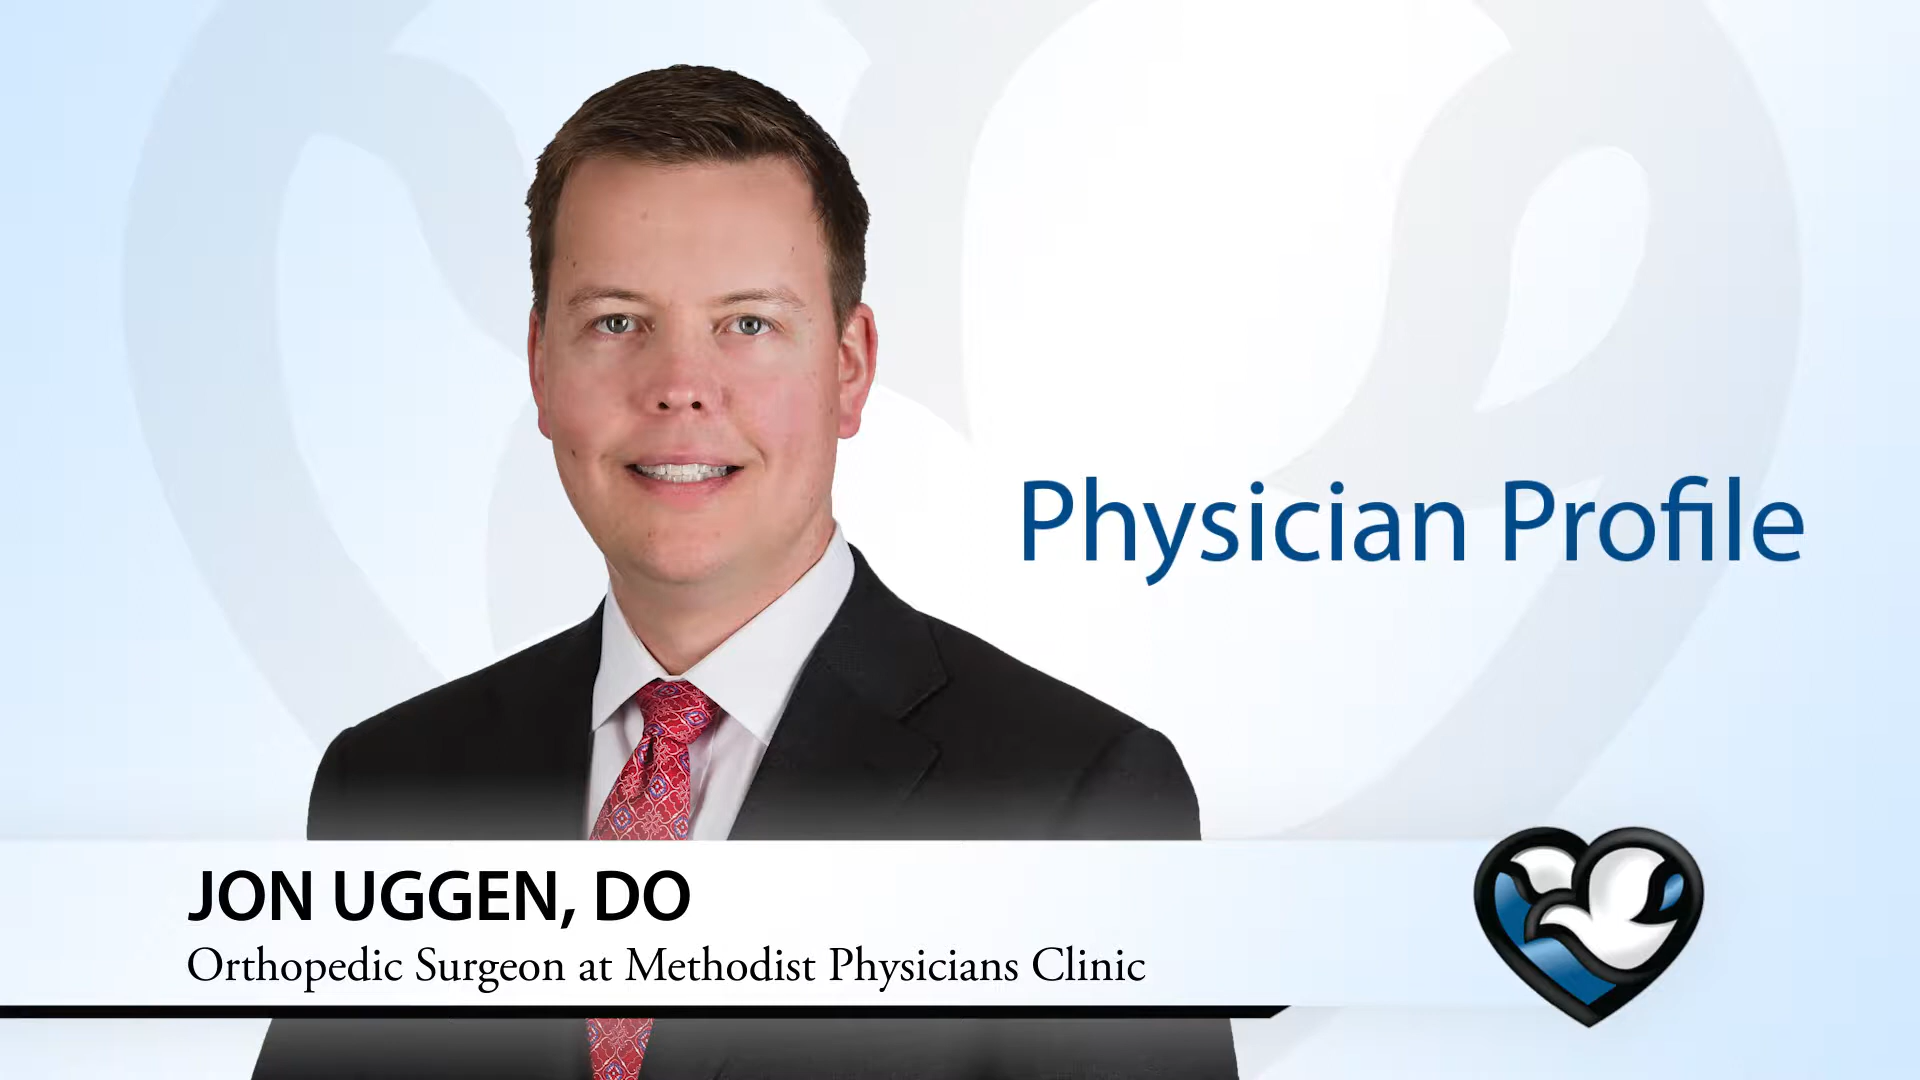 Physician Profile
JON UGGEN, DO
Orthopedic Surgeon at Methodist Physicians Clinic